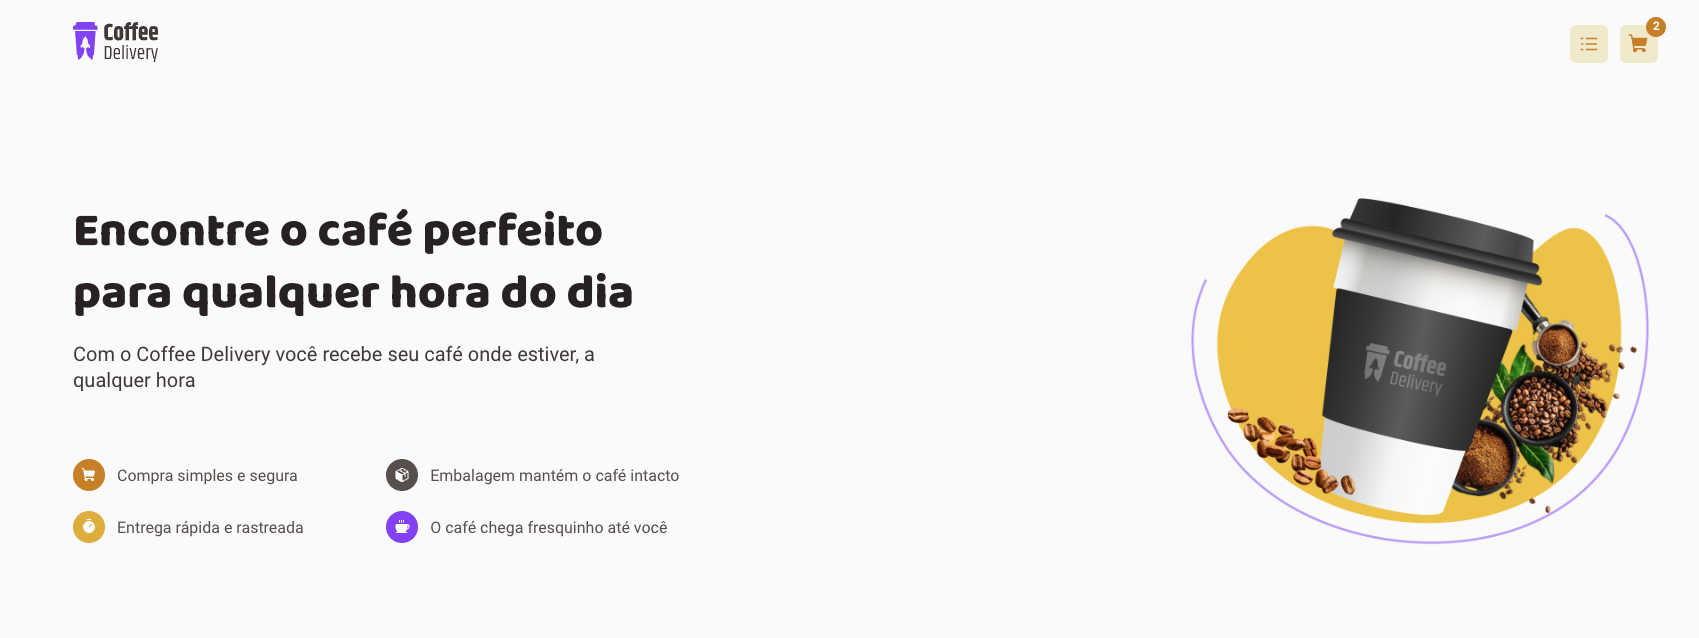 Coffee
Delivery
2
Encontre o café perfeito
para qualquer hora do dia
Com o Coffee Delivery você recebe seu café onde estiver, a
qualquer hora
Compra simples e segura
Embalagem mantém o café intacto
Entrega rápida e rastreada
O café chega fresquinho até você
Coffee
Delivery